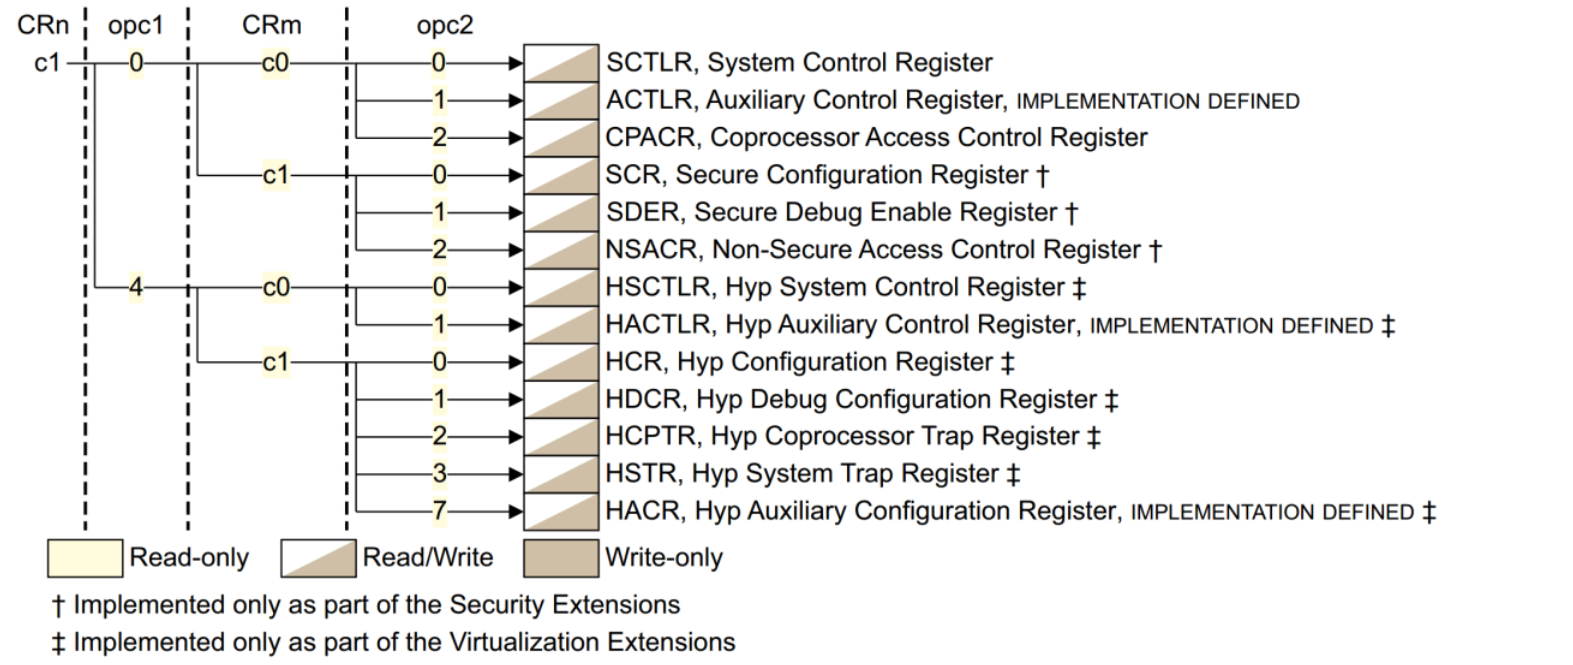 CRn opc1 CRm opc2
c1 0 c0 0 SCTLR, System Control Register
1 ACTLR, Auxiliary Control Register, IMPLEMENTATION DEFINED
2 CPACR, Coprocessor Access Control Register
c1 0 SCR, Secure Configuration Register †
1 SDER, Secure Debug Enable Register †
2 NSACR, Non-Secure Access Control Register †
4 c0 0 HSCTLR, Hyp System Control Register ‡
1 HACTLR, Hyp Auxiliary Control Register, IMPLEMENTATION DEFINED ‡
c1 0 HCR, Hyp Configuration Register ‡
1 HDCR, Hyp Debug Configuration Register ‡
2 HCPTR, Hyp Coprocessor Trap Register ‡
3 HSTR, Hyp System Trap Register ‡
7 HACR, Hyp Auxiliary Configuration Register, IMPLEMENTATION DEFINED ‡
Read-only Read/Write Write-only
† Implemented only as part of the Security Extensions
‡ Implemented only as part of the Virtualization Extensions